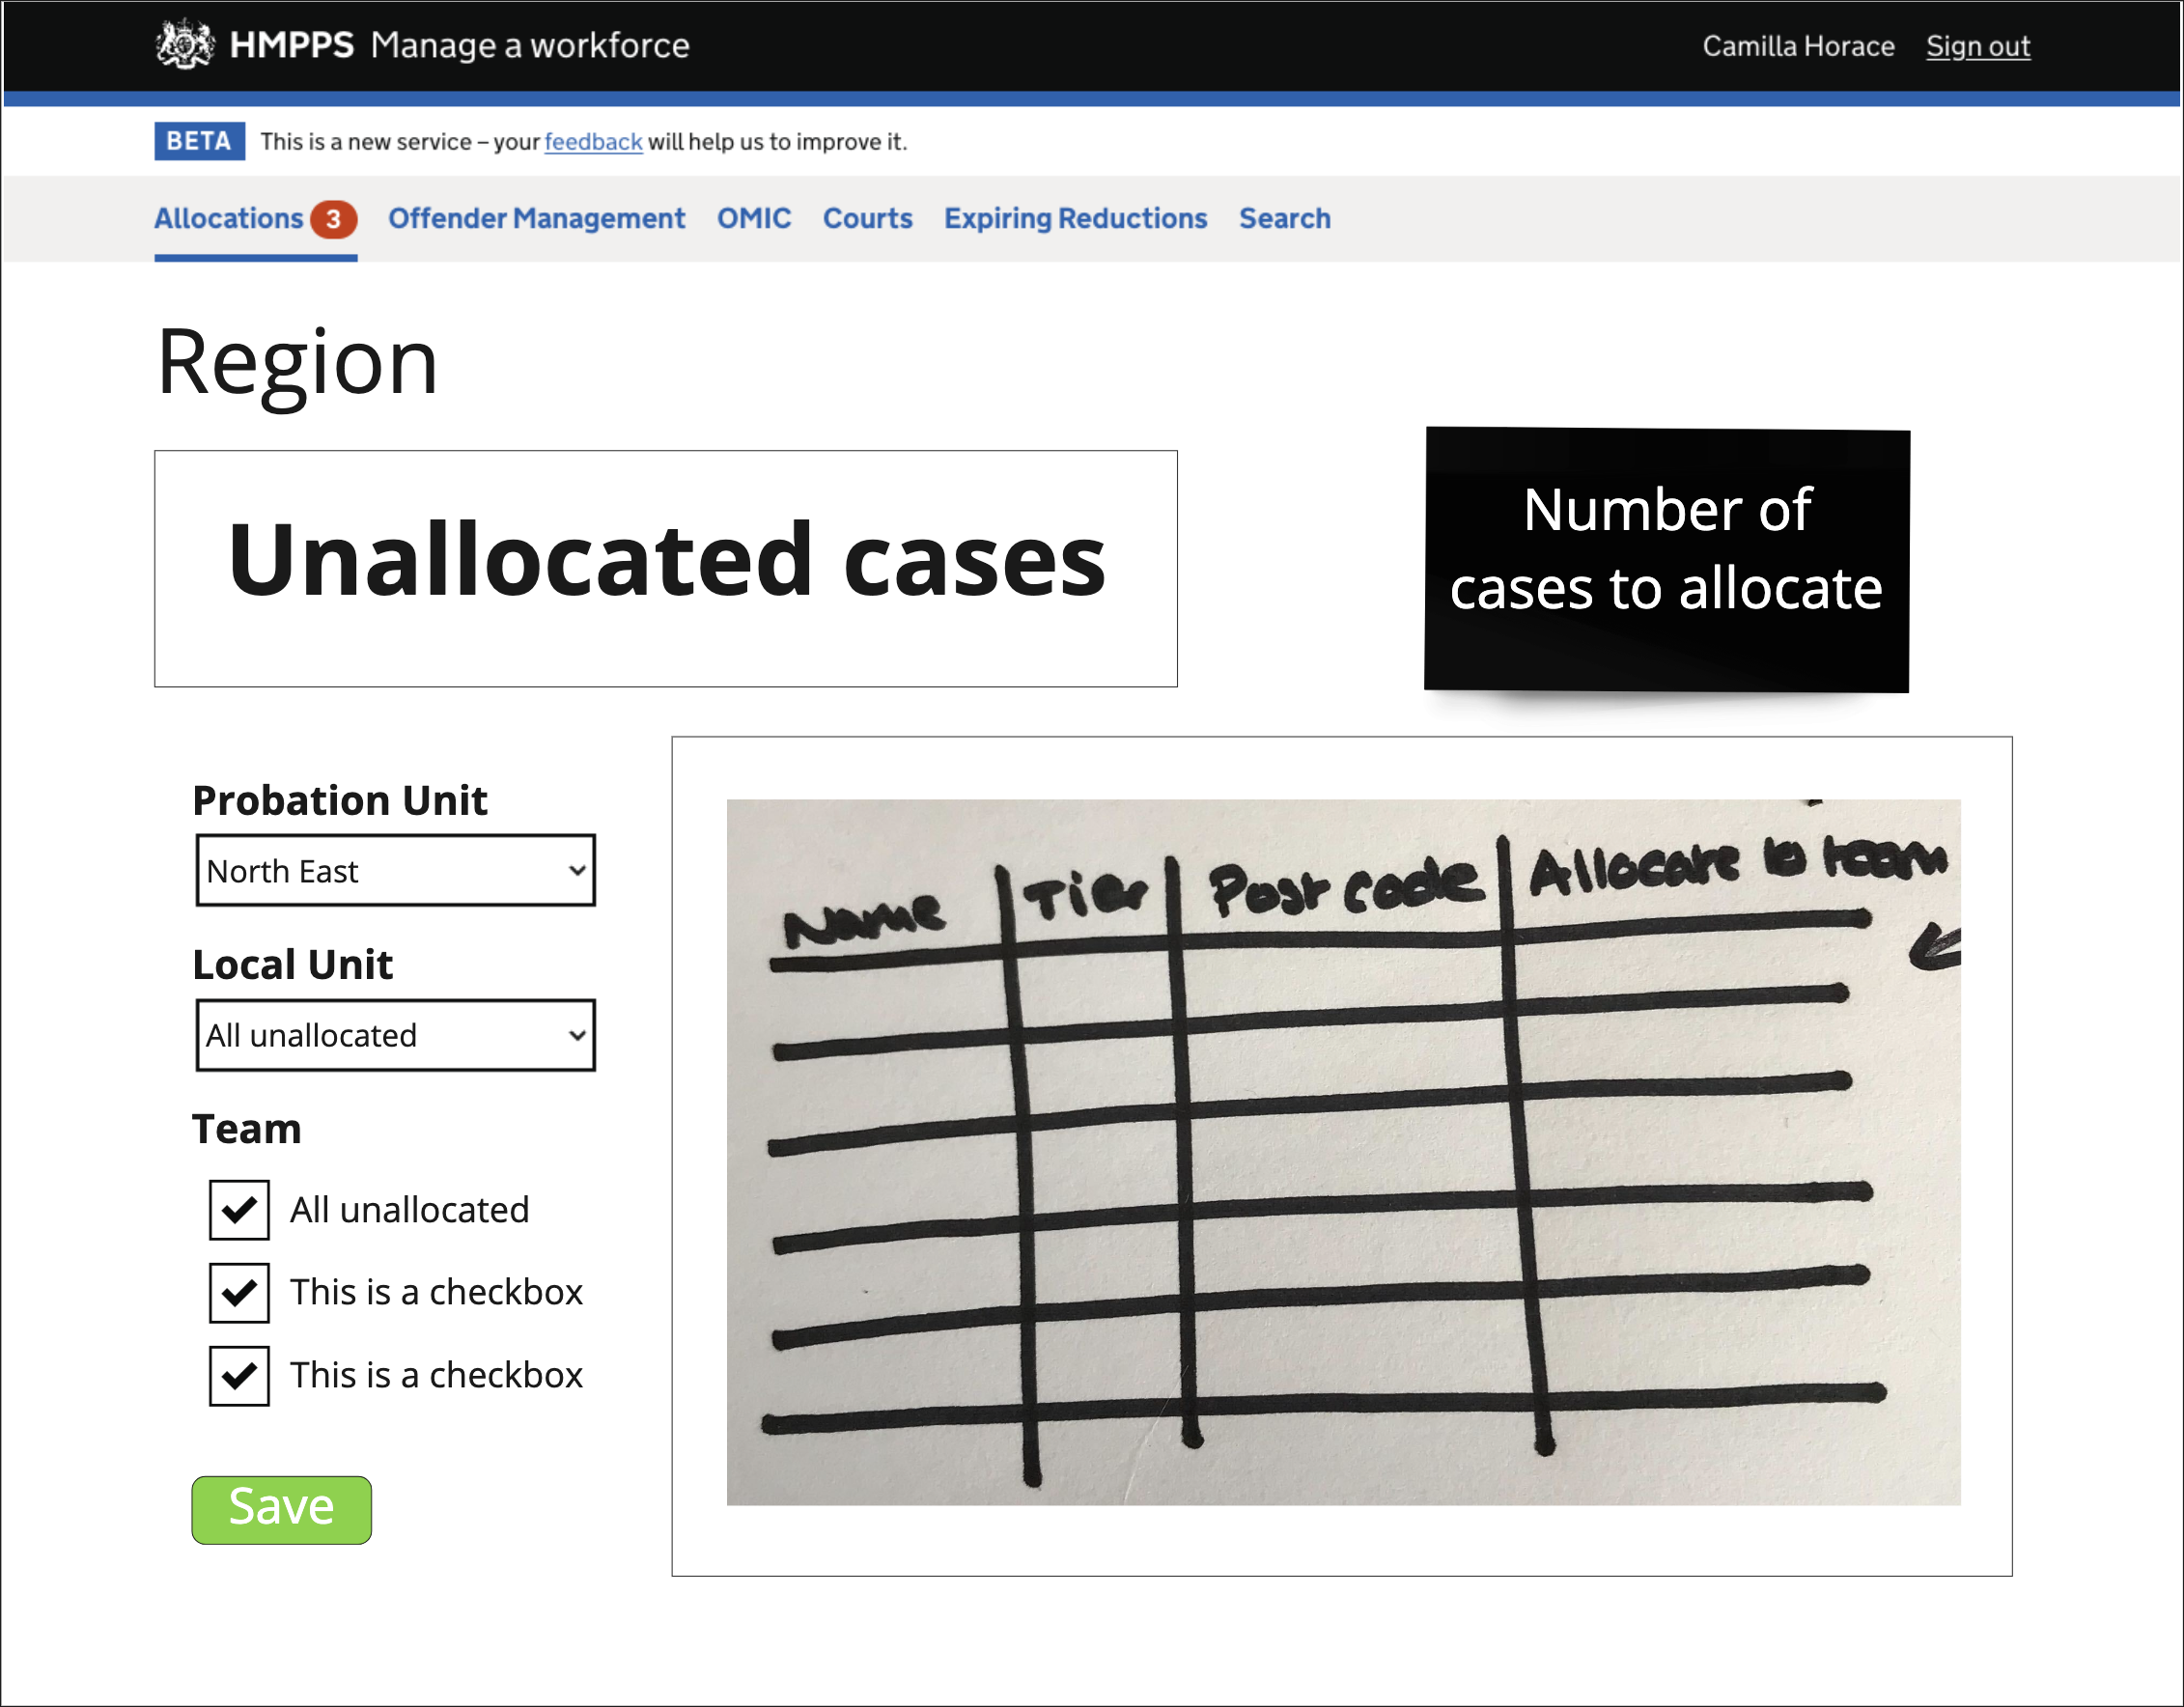 HMPPS Manage a workforce
Camilla Horace Sign out
BETA This is a new service – your feedback will help us to improve it.
Allocations 3 Offender Management OMIC Courts Expiring Reductions Search
Region
Unallocated cases
Number of
cases to allocate
Probation Unit
North East
Local Unit
All unallocated
Team
All unallocated
This is a checkbox
This is a checkbox
Save
Name Tier Post code Allocate to team